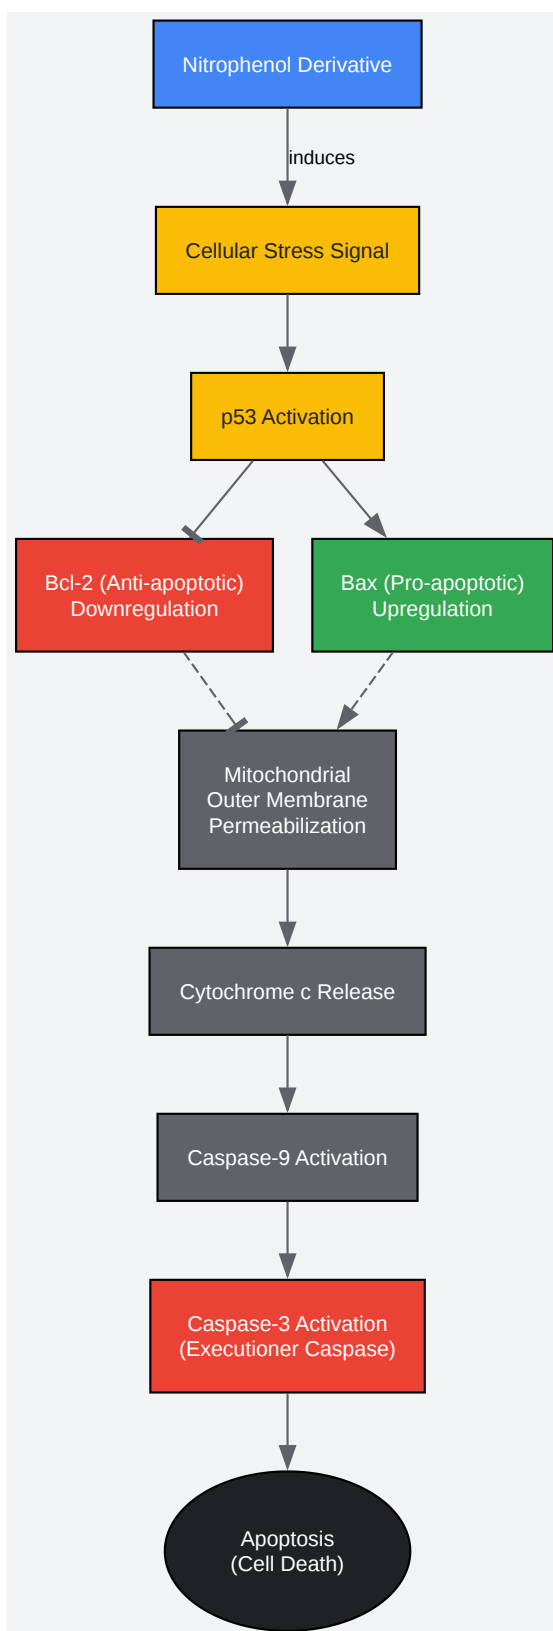 Nitrophenol Derivative
induces
Cellular Stress Signal
p53 Activation
Bcl-2 (Anti-apoptotic)
Downregulation
Bax (Pro-apoptotic)
Upregulation
Mitochondrial
Outer Membrane
Permeabilization
Cytochrome c Release
Caspase-9 Activation
Caspase-3 Activation
(Executioner Caspase)
Apoptosis
(Cell Death)